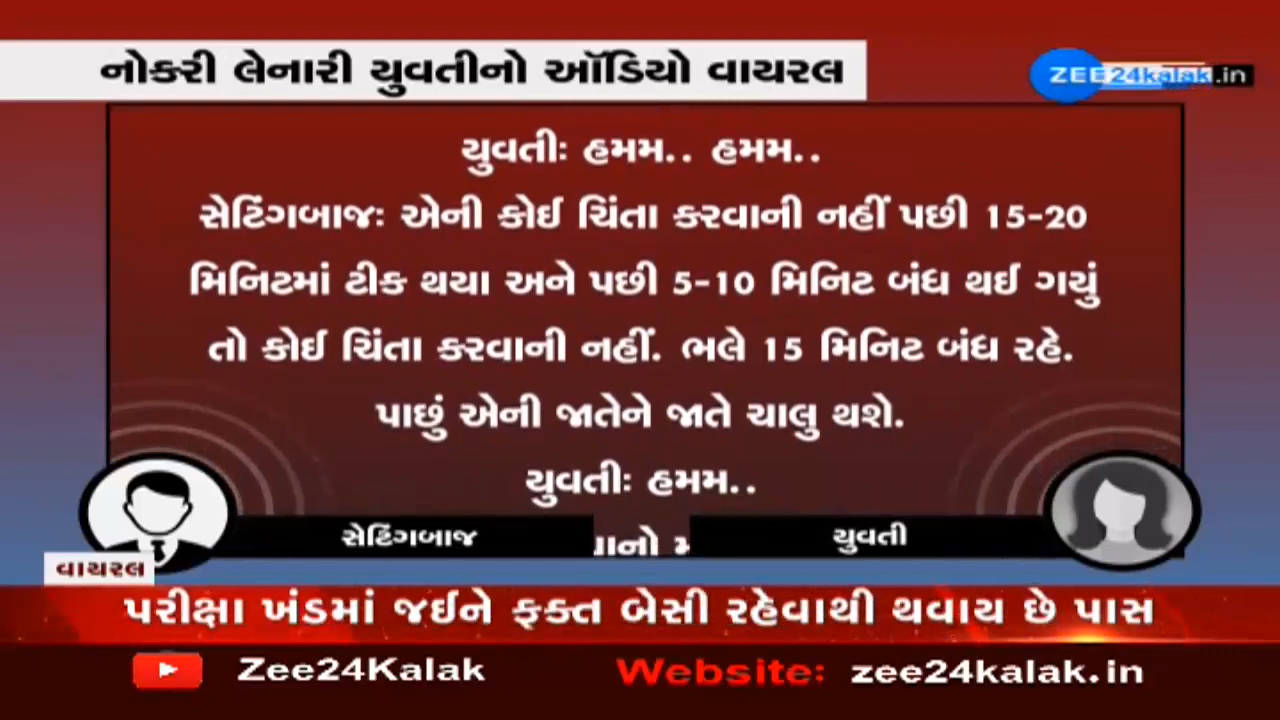 નોકરી લેનારી યુવતીનો ઑડિયો વાયરલ
ZEE24kalak.in
યુવતીઃ હમમ.. હમમ..
સેટિંગબાજઃ એની કોઈ ચિંતા કરવાની નહીં પછી 15-20
મિનિટમાં ટીક થયા અને પછી 5-10 મિનિટ બંધ થઈ ગયું
તો કોઈ ચિંતા કરવાની નહીં. ભલે 15 મિનિટ બંધ રહે.
પાછું એની જાતેને જાતે ચાલુ થશે.
યુવતીઃ હમમ..
સેટિંગબાજ
યુવતી
વાયરલ
પરીક્ષા ખંડમાં જઈને ફક્ત બેસી રહેવાથી થવાય છે પાસ
Zee24Kalak
Website: zee24kalak.in